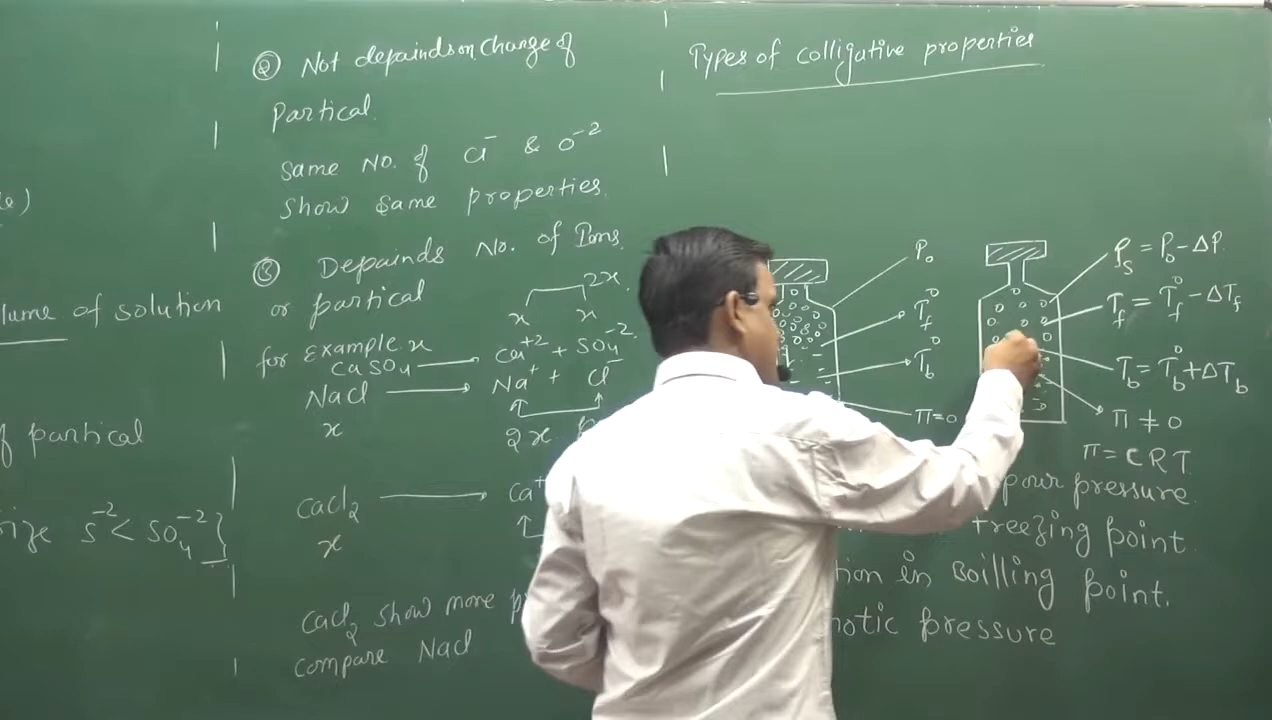 le)
lume of solution
f partical
ize S⁻² < SO₄⁻² }
② Not depainds on change of
Partical.
Same No. of Cl⁻ & O⁻²
show same properties.
③ Depainds No. of Ions.
or partical
2x
x x
for Example. x
CaSO₄ → Ca⁺² + SO₄⁻²
NaCl → Na⁺ + Cl⁻
x 2x
CaCl₂ → Ca⁺
x
CaCl₂ show more
compare NaCl
Types of colligative properties
P₀
T°f
T°b
π=0
Ps = P₀ - ΔP.
Tf = T°f - ΔTf
Tb = T°b + ΔTb
π ≠ 0
π = CRT
pour pressure.
freezing point
tion in Boilling point.
motic pressure